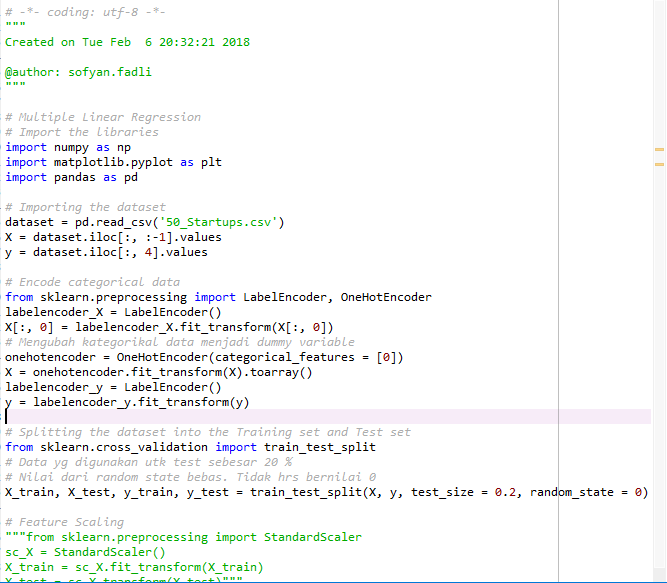 # -*- coding: utf-8 -*-
"""
Created on Tue Feb  6 20:32:21 2018
@author: sofyan.fadli
"""
# Multiple Linear Regression
# Import the libraries
import numpy as np
import matplotlib.pyplot as plt
import pandas as pd
# Importing the dataset
dataset = pd.read_csv('50_Startups.csv')
X = dataset.iloc[:, :-1].values
y = dataset.iloc[:, 4].values
# Encode categorical data
from sklearn.preprocessing import LabelEncoder, OneHotEncoder
labelencoder_X = LabelEncoder()
X[:, 0] = labelencoder_X.fit_transform(X[:, 0])
# Mengubah kategorikal data menjadi dummy variable
onehotencoder = OneHotEncoder(categorical_features = [0])
X = onehotencoder.fit_transform(X).toarray()
labelencoder_y = LabelEncoder()
y = labelencoder_y.fit_transform(y)
# Splitting the dataset into the Training set and Test set
from sklearn.cross_validation import train_test_split
# Data yg digunakan utk test sebesar 20 %
# Nilai dari random state bebas. Tidak hrs bernilai 0
X_train, X_test, y_train, y_test = train_test_split(X, y, test_size = 0.2, random_state = 0)
# Feature Scaling
"""from sklearn.preprocessing import StandardScaler
sc_X = StandardScaler()
X_train = sc_X.fit_transform(X_train)
X_test = sc_X.transform(X_test)"""